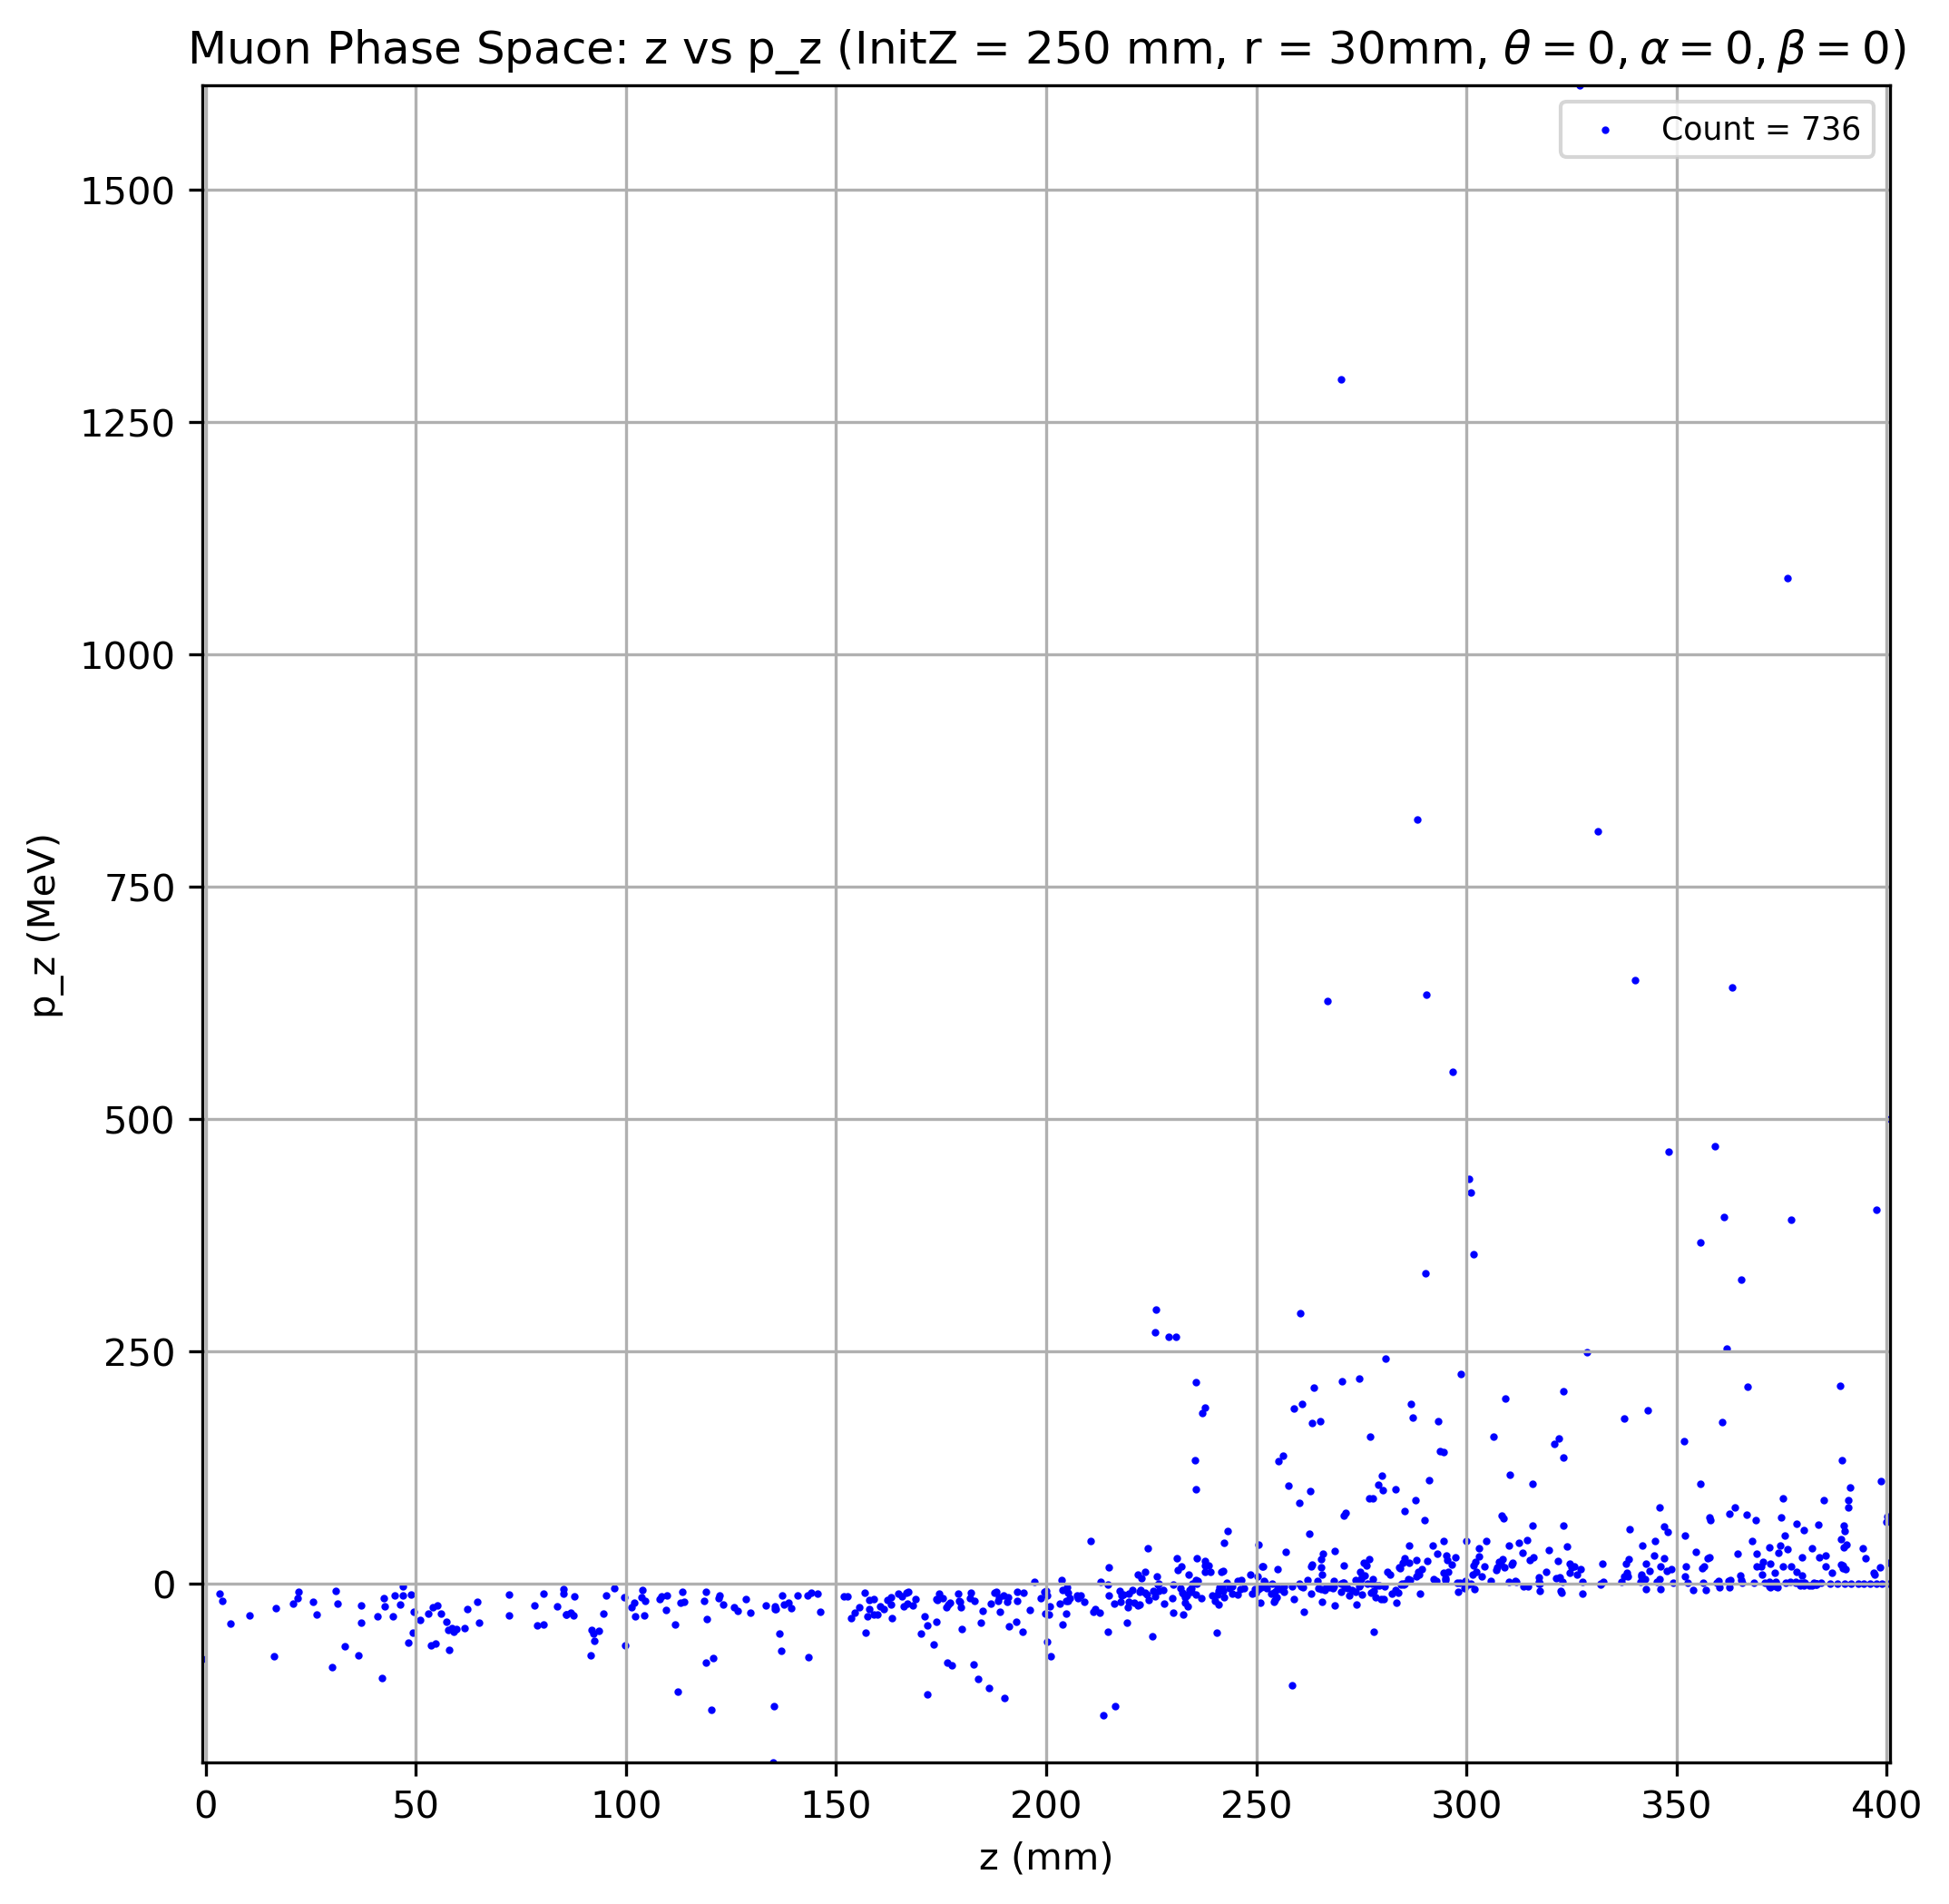 Muon Phase Space: z vs p_z (InitZ = 250 mm, r = 30mm, θ = 0, α = 0, β = 0)
Count = 736
1500
1250
1000
750
500
250
0
p_z (MeV)
0 50 100 150 200 250 300 350 400
z (mm)